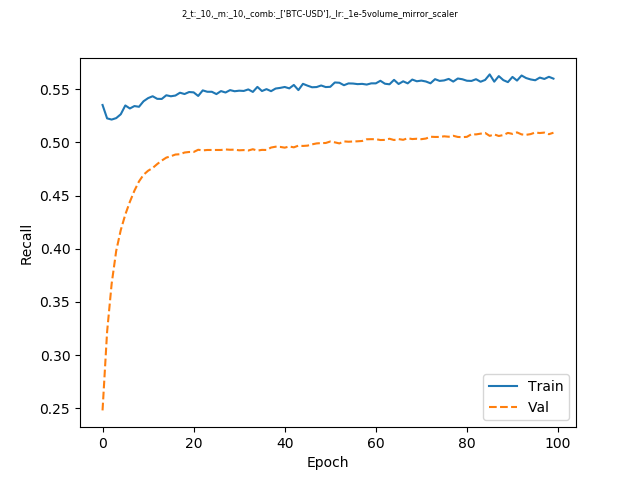 2_t:_10,_m:_10,_comb:_['BTC-USD'],_lr:_1e-5volume_mirror_scaler
0.55
0.50
0.45
0.40
0.35
0.30
0.25
Recall
0 20 40 60 80 100
Epoch
Train
Val